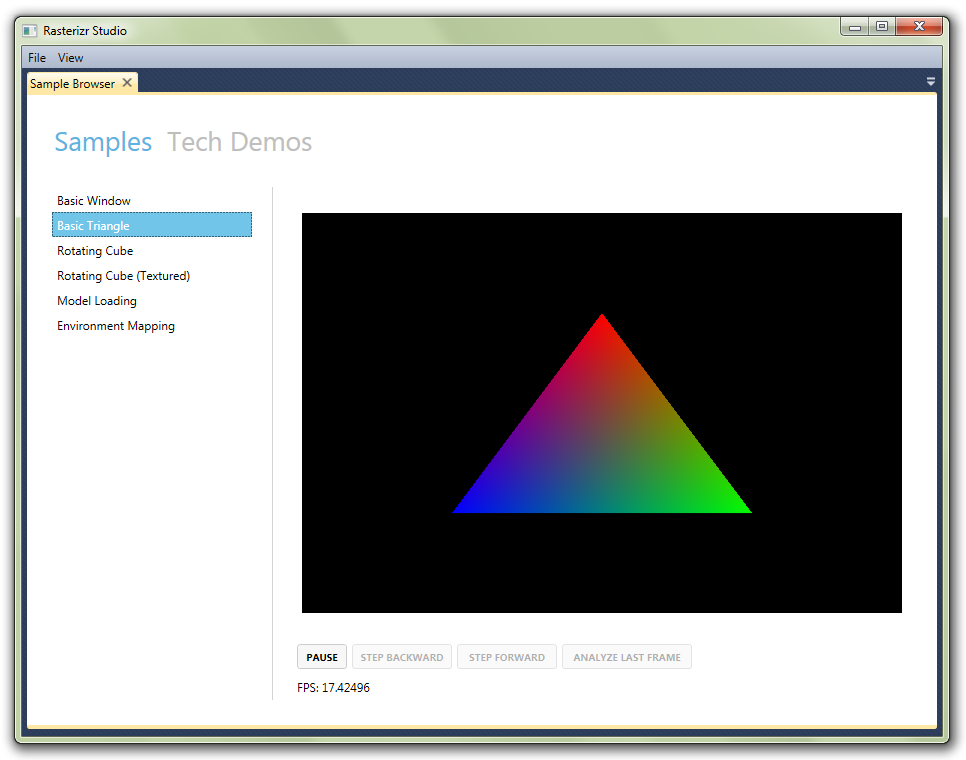 Rasterizr Studio
File View
Sample Browser
Samples Tech Demos
Basic Window
Basic Triangle
Rotating Cube
Rotating Cube (Textured)
Model Loading
Environment Mapping
PAUSE STEP BACKWARD STEP FORWARD ANALYZE LAST FRAME
FPS: 17.42496